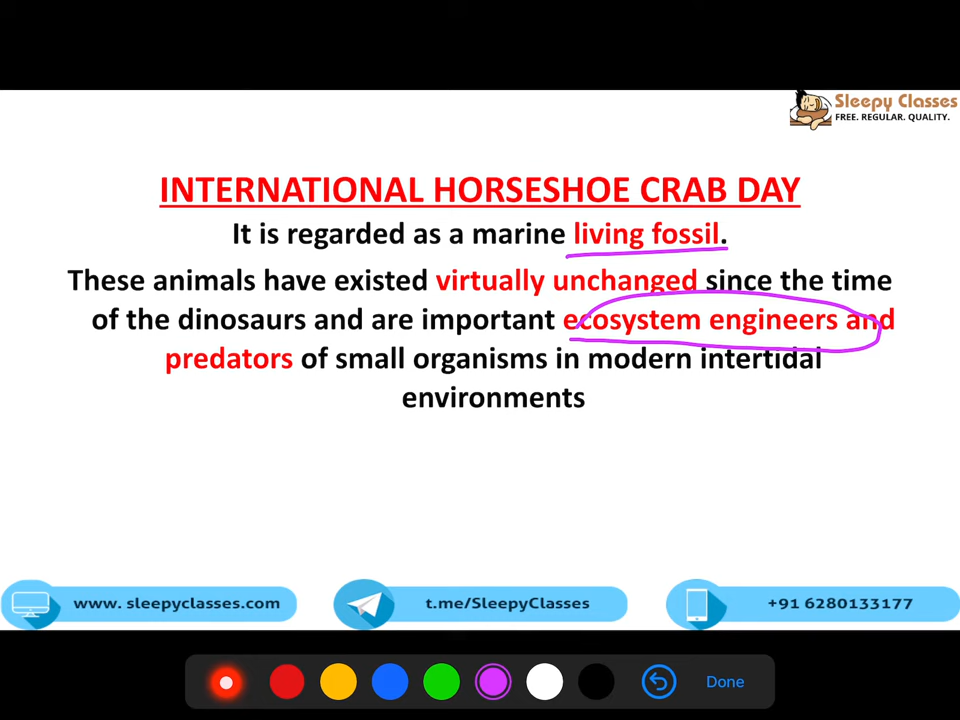 Sleepy Classes
FREE. REGULAR. QUALITY.
INTERNATIONAL HORSESHOE CRAB DAY
It is regarded as a marine living fossil.
These animals have existed virtually unchanged since the time
of the dinosaurs and are important ecosystem engineers and
predators of small organisms in modern intertidal
environments
www. sleepyclasses.com
t.me/SleepyClasses
+91 6280133177
Done